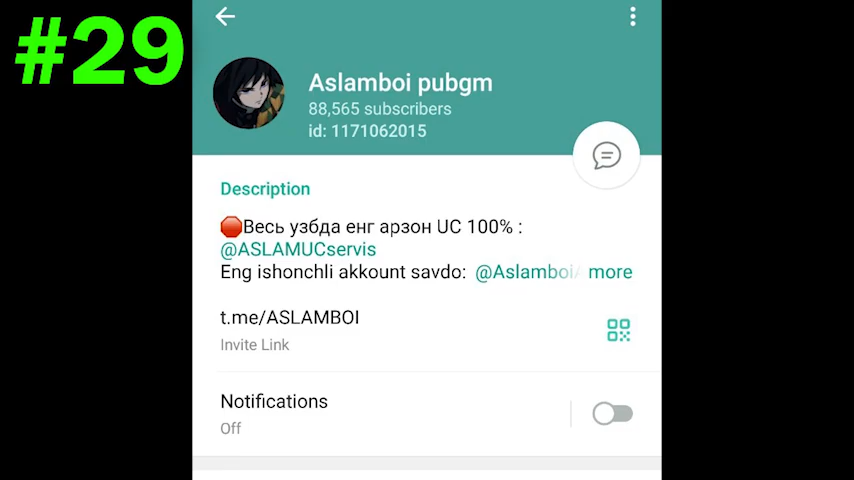 #29
Aslamboi pubgm
88,565 subscribers
id: 1171062015
Description
🛑Весь узбда енг арзон UC 100% :
@ASLAMUCservis
Eng ishonchli akkount savdo: @Aslamboi more
t.me/ASLAMBOI
Invite Link
Notifications
Off